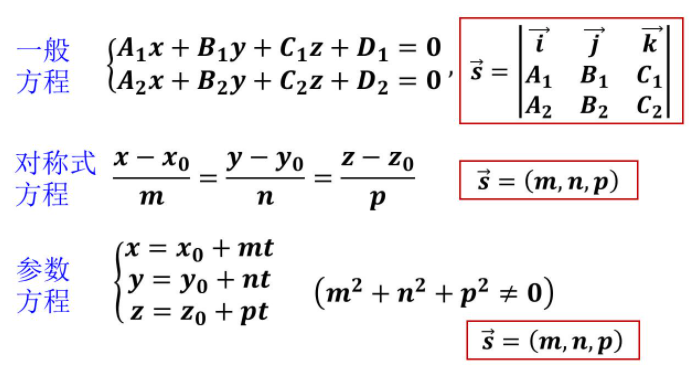 一般方程 {A₁x + B₁y + C₁z + D₁ = 0
A₂x + B₂y + C₂z + D₂ = 0, s⃗ = |i⃗ j⃗ k⃗
A₁ B₁ C₁
A₂ B₂ C₂|
对称式方程 (x − x₀)/m = (y − y₀)/n = (z − z₀)/p s⃗ = (m, n, p)
参数方程 {x = x₀ + mt
y = y₀ + nt (m² + n² + p² ≠ 0)
z = z₀ + pt
s⃗ = (m, n, p)